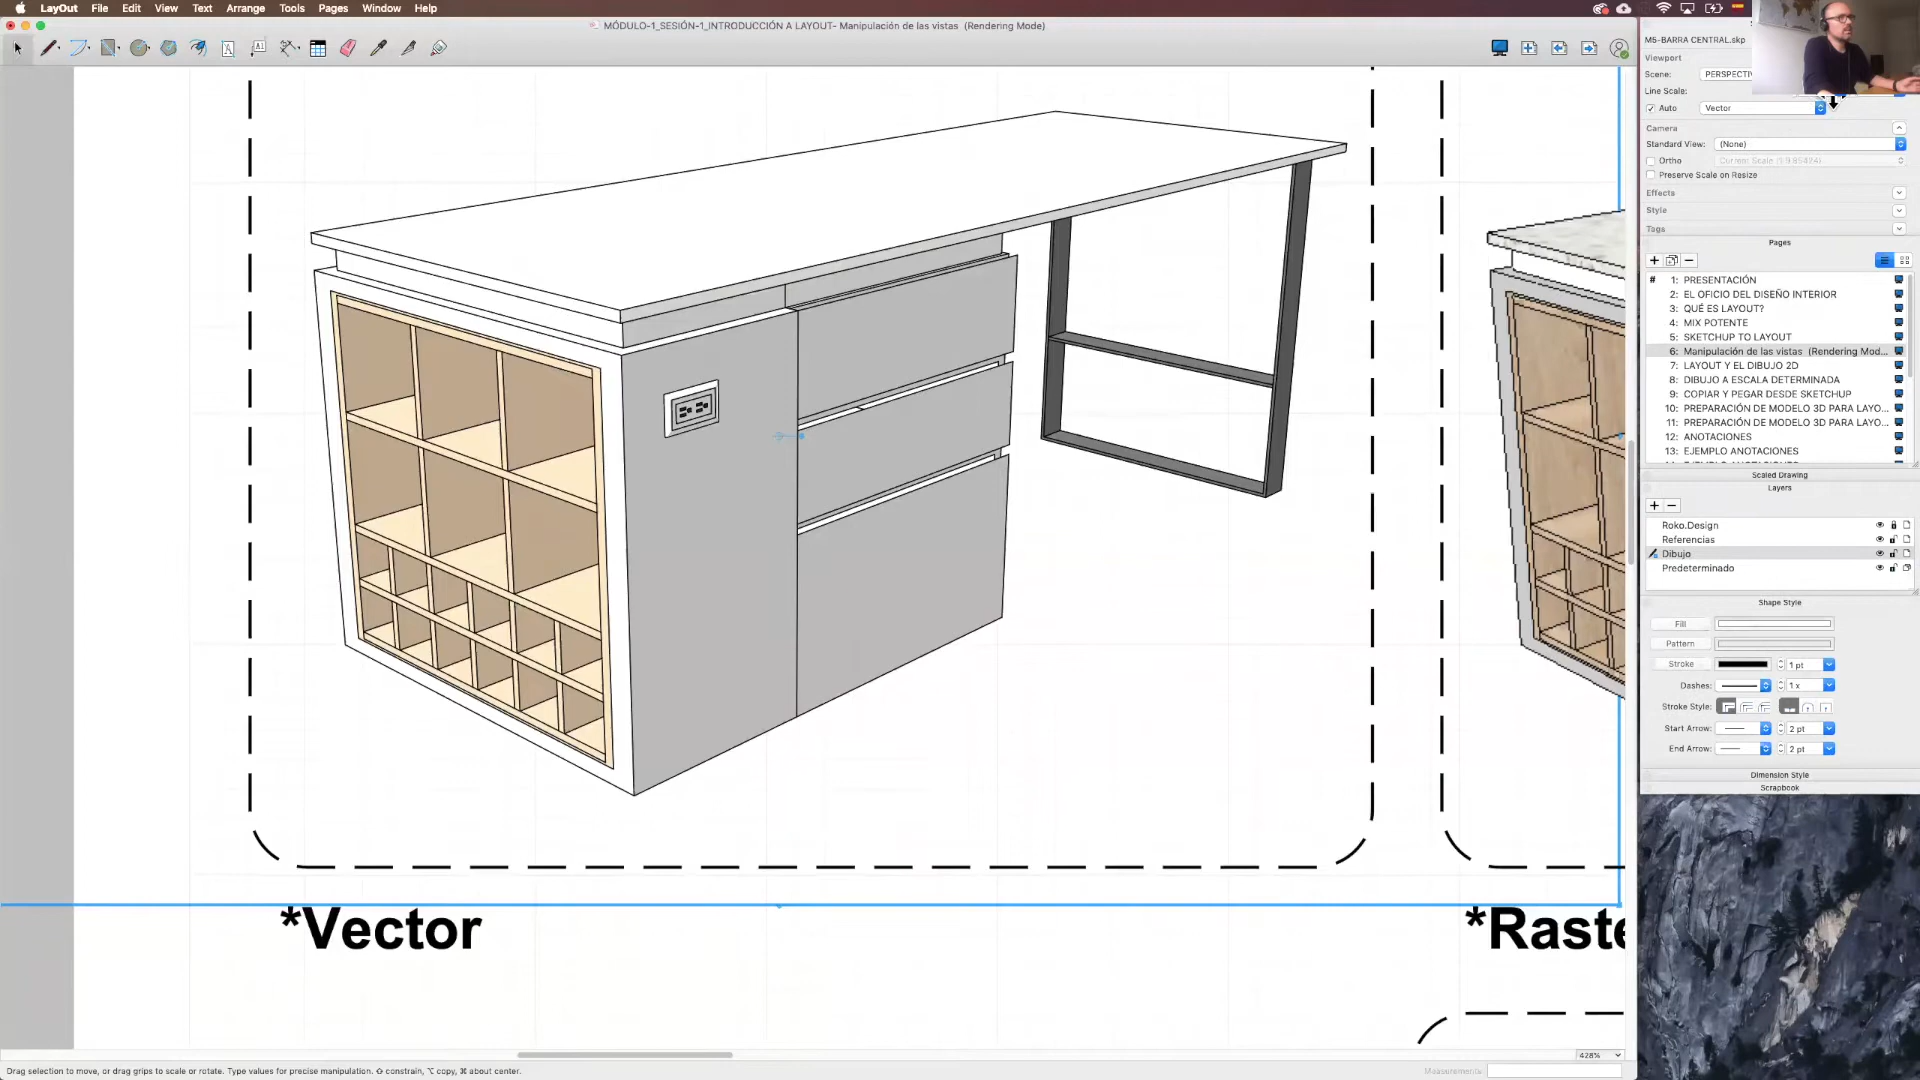 LayOut File Edit View Text Arrange Tools Pages Window Help
MÓDULO-1_SESIÓN-1_INTRODUCCIÓN A LAYOUT- Manipulación de las vistas (Rendering Mode)
M5-BARRA CENTRAL.skp
Viewport
Scene: PERSPECTIV
Line Scale:
Auto Vector
Camera
Standard View: (None)
Ortho Current Scale (1:9.85424)
Preserve Scale on Resize
Effects
Style
Tags
Pages
# 1: PRESENTACIÓN
2: EL OFICIO DEL DISEÑO INTERIOR
3: QUÉ ES LAYOUT?
4: MIX POTENTE
5: SKETCHUP TO LAYOUT
6: Manipulación de las vistas (Rendering Mod...
7: LAYOUT Y EL DIBUJO 2D
8: DIBUJO A ESCALA DETERMINADA
9: COPIAR Y PEGAR DESDE SKETCHUP
10: PREPARACIÓN DE MODELO 3D PARA LAYO...
11: PREPARACIÓN DE MODELO 3D PARA LAYO...
12: ANOTACIONES
13: EJEMPLO ANOTACIONES
Scaled Drawing
Layers
Roko.Design
Referencias
Dibujo
Predeterminado
Shape Style
Fill
Pattern
Stroke 1 pt
Dashes: 1 x
Stroke Style:
Start Arrow: 2 pt
End Arrow: 2 pt
Dimension Style
Scrapbook
*Vector
*Raste
428%
Drag selection to move, or drag grips to scale or rotate. Type values for precise manipulation. ⇧ constrain, ⌥ copy, ⌘ about center.
Measurements